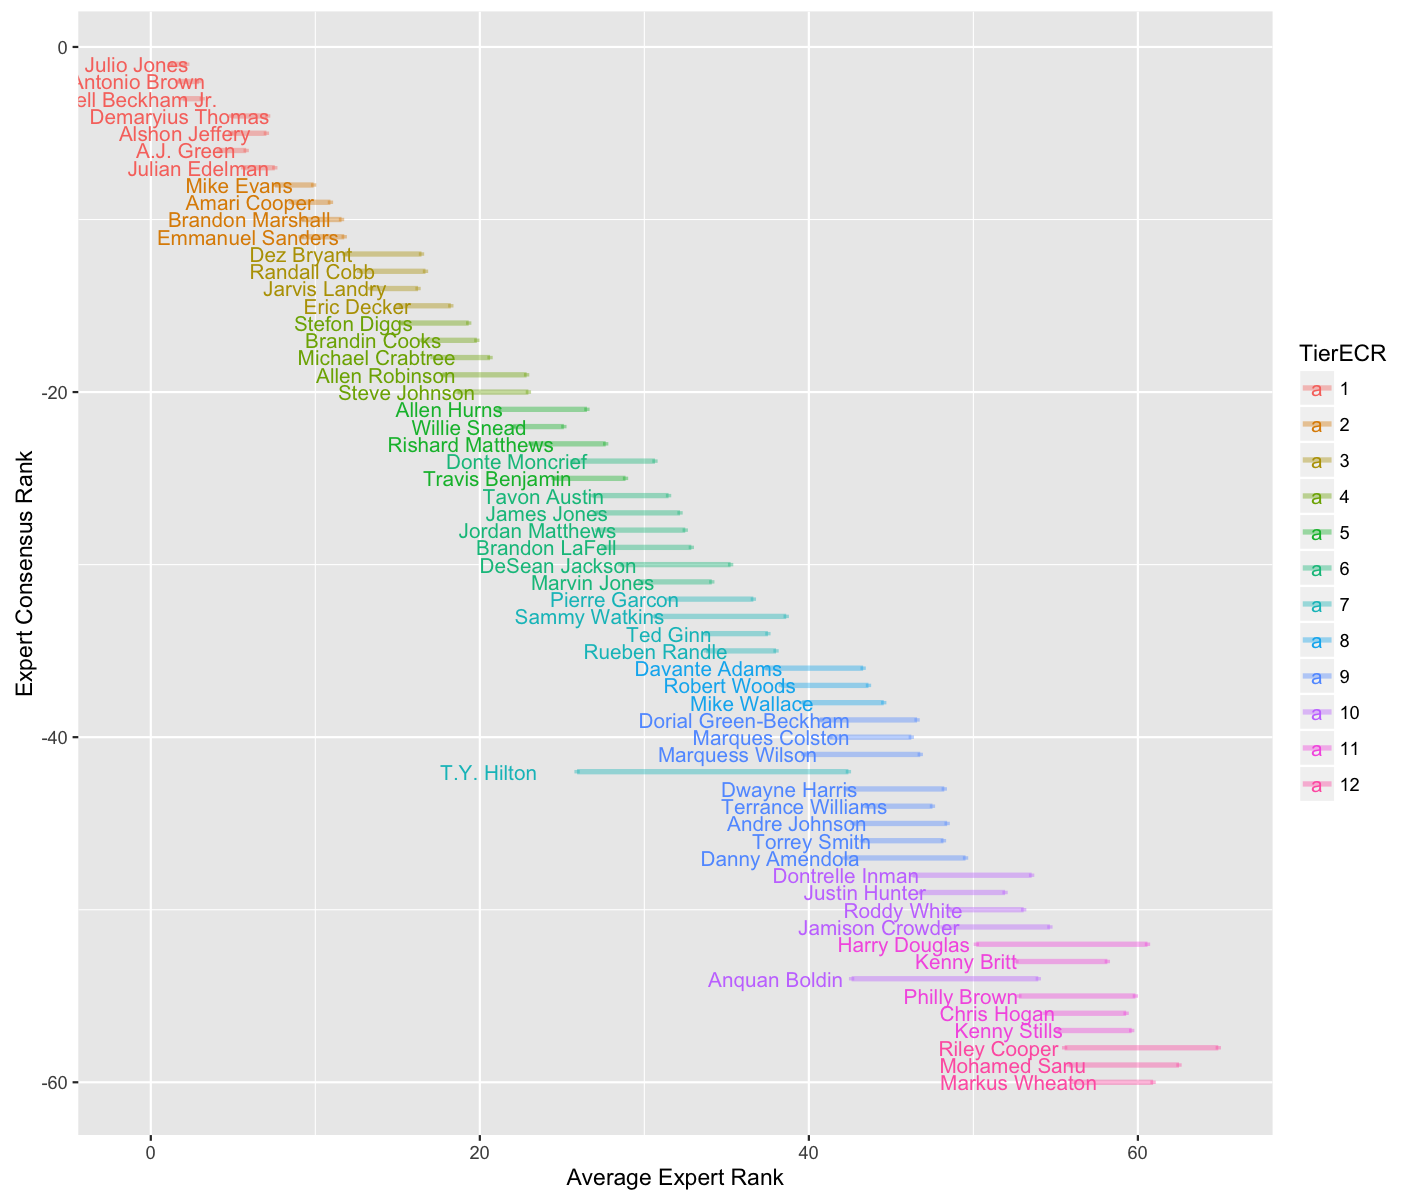 0
Julio Jones
Antonio Brown
ell Beckham Jr.
Demaryius Thomas
Alshon Jeffery
A.J. Green
Julian Edelman
Mike Evans
Amari Cooper
Brandon Marshall
Emmanuel Sanders
Dez Bryant
Randall Cobb
Jarvis Landry
Eric Decker
Stefon Diggs
Brandin Cooks
Michael Crabtree
Allen Robinson
-20
Steve Johnson
Allen Hurns
Willie Snead
Rishard Matthews
Donte Moncrief
Travis Benjamin
Tavon Austin
James Jones
Jordan Matthews
Brandon LaFell
DeSean Jackson
Marvin Jones
Pierre Garcon
Sammy Watkins
Ted Ginn
Rueben Randle
Davante Adams
Robert Woods
Mike Wallace
Dorial Green-Beckham
-40
Marques Colston
Marquess Wilson
T.Y. Hilton
Dwayne Harris
Terrance Williams
Andre Johnson
Torrey Smith
Danny Amendola
Dontrelle Inman
Justin Hunter
Roddy White
Jamison Crowder
Harry Douglas
Kenny Britt
Anquan Boldin
Philly Brown
Chris Hogan
Kenny Stills
Riley Cooper
Mohamed Sanu
-60
Markus Wheaton
0 20 40 60
Average Expert Rank
Expert Consensus Rank
TierECR
a 1
a 2
a 3
a 4
a 5
a 6
a 7
a 8
a 9
a 10
a 11
a 12